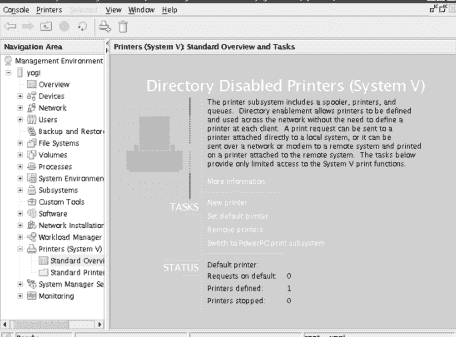 Console Printers Selected View Window Help
Navigation Area
Printers (System V): Standard Overview and Tasks
Management Environment
yogi
Overview
Devices
Network
Users
Backup and Restor
File Systems
Volumes
Processes
System Environmen
Subsystems
Custom Tools
Software
Network Installation
Workload Manager
Printers (System V)
Standard Overvi
Standard Printe
System Manager Se
Monitoring
Directory Disabled Printers (System V)
The printer subsystem includes a spooler, printers, and
queues. Directory enablement allows printers to be defined
and used across the network without the need to define a
printer at each client. A print request can be sent to a
printer attached directly to a local system, or it can be
sent over a network or modem to a remote system and printed
on a printer attached to the remote system. The tasks below
provide only limited access to the System V print functions.
More information
TASKS
New printer
Set default printer
Remove printers
Switch to PowerPC print subsystem
STATUS
Default printer:
Requests on default: 0
Printers defined: 1
Printers stopped: 0